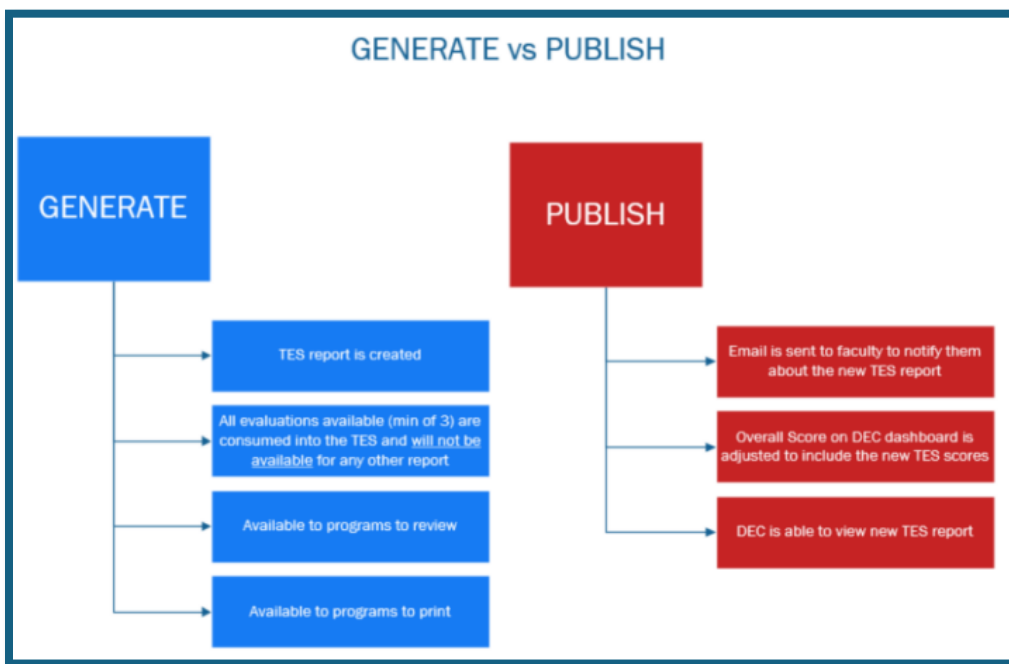 GENERATE vs PUBLISH
GENERATE
TES report is created
All evaluations available (min of 3) are
consumed into the TES and will not be
available for any other report
Available to programs to review
Available to programs to print
PUBLISH
Email is sent to faculty to notify them
about the new TES report
Overall Score on DEC dashboard is
adjusted to include the new TES scores
DEC is able to view new TES report